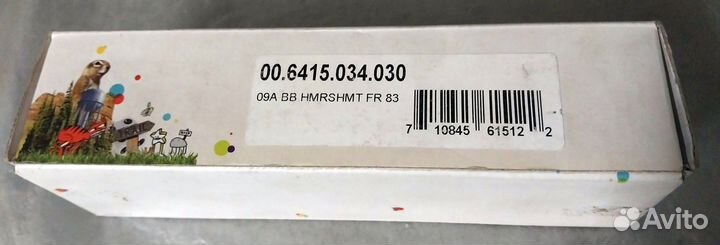 00.6415.034.030
09A BB HMRSHMT FR 83
7 10845 61512 2
Avito